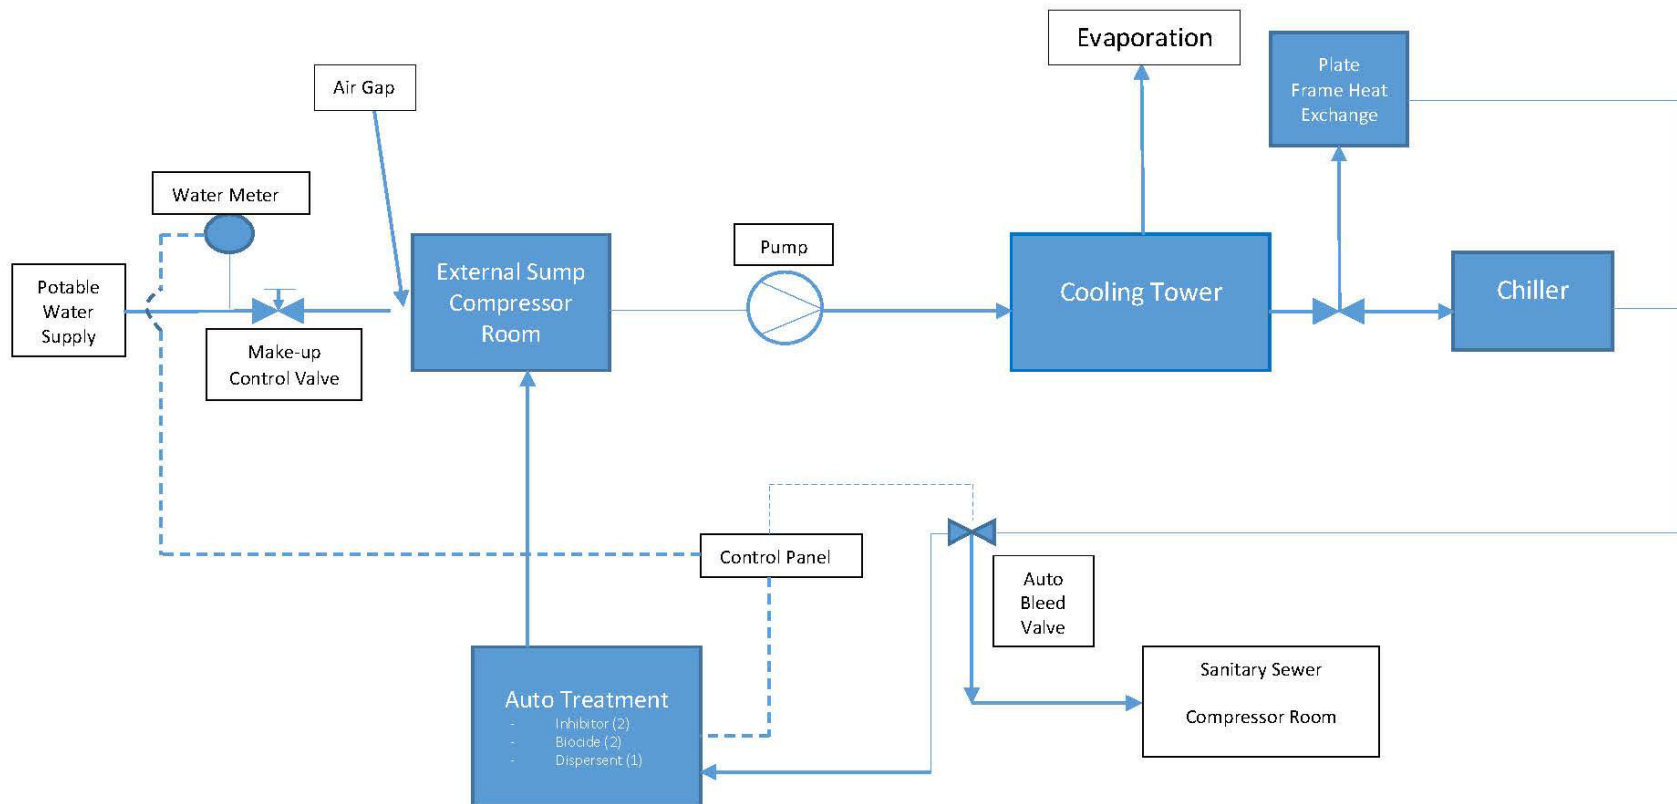 Evaporation
Plate
Frame Heat
Exchange
Air Gap
Water Meter
Pump
External Sump
Compressor
Room
Cooling Tower
Chiller
Potable
Water
Supply
Make-up
Control Valve
Control Panel
Auto
Bleed
Valve
Auto Treatment
- Inhibitor (2)
- Biocide (2)
- Dispersent (1)
Sanitary Sewer
Compressor Room